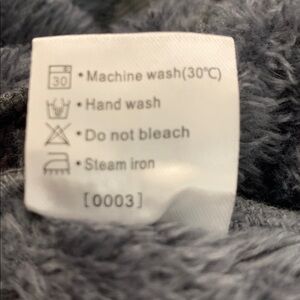 30
• Machine wash(30℃)
• Hand wash
• Do not bleach
• Steam iron
[0003]